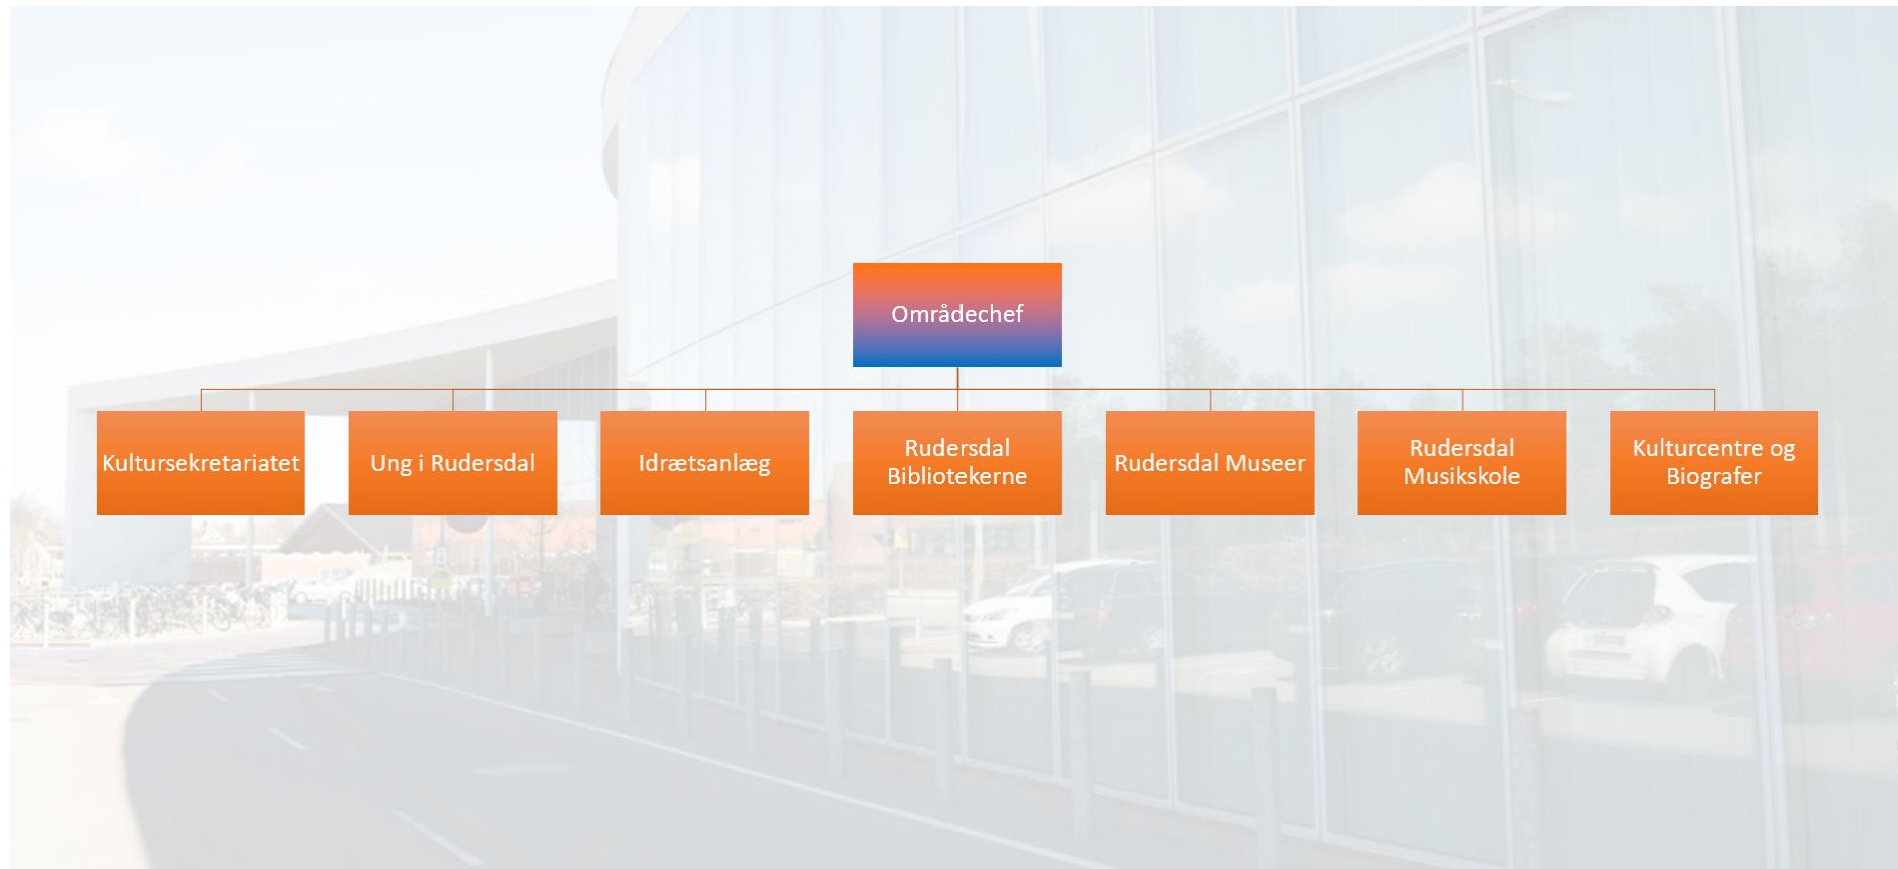 Områdechef
Kultursekretariatet
Ung i Rudersdal
Idrætsanlæg
Rudersdal
Bibliotekerne
Rudersdal Museer
Rudersdal
Musikskole
Kulturcentre og
Biografer